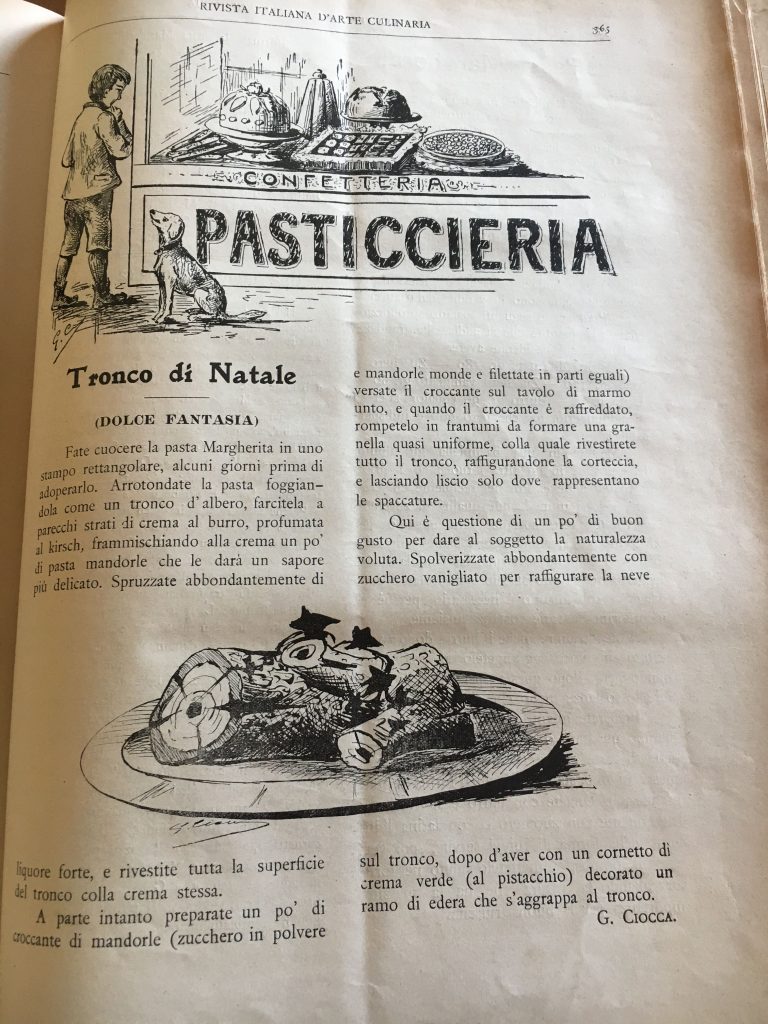 RIVISTA ITALIANA D'ARTE CULINARIA
365
CONFETTERIA
PASTICCIERIA
Tronco di Natale
(DOLCE FANTASIA)
Fate cuocere la pasta Margherita in uno
stampo rettangolare, alcuni giorni prima di
adoperarlo. Arrotondate la pasta foggian-
dola come un tronco d'albero, farcitela a
parecchi strati di crema al burro, profumata
al kirsch, frammischiando alla crema un po'
di pasta mandorle che le darà un sapore
più delicato. Spruzzate abbondantemente di
liquore forte, e rivestite tutta la superficie
del tronco colla crema stessa.
A parte intanto preparate un po' di
croccante di mandorle (zucchero in polvere
e mandorle monde e filettate in parti eguali)
versate il croccante sul tavolo di marmo
unto, e quando il croccante é raffreddato,
rompetelo in frantumi da formare una gra-
nella quasi uniforme, colla quale rivestirete
tutto il tronco, raffigurandone la corteccia,
e lasciando liscio solo dove rappresentano
le spaccature.
Qui é questione di un po' di buon
gusto per dare al soggetto la naturalezza
voluta. Spolverizzate abbondantemente con
zucchero vanigliato per raffigurare la neve
sul tronco, dopo d'aver con un cornetto di
crema verde (al pistacchio) decorato un
ramo di edera che s'aggrappa al tronco.
G. CIOCCA.